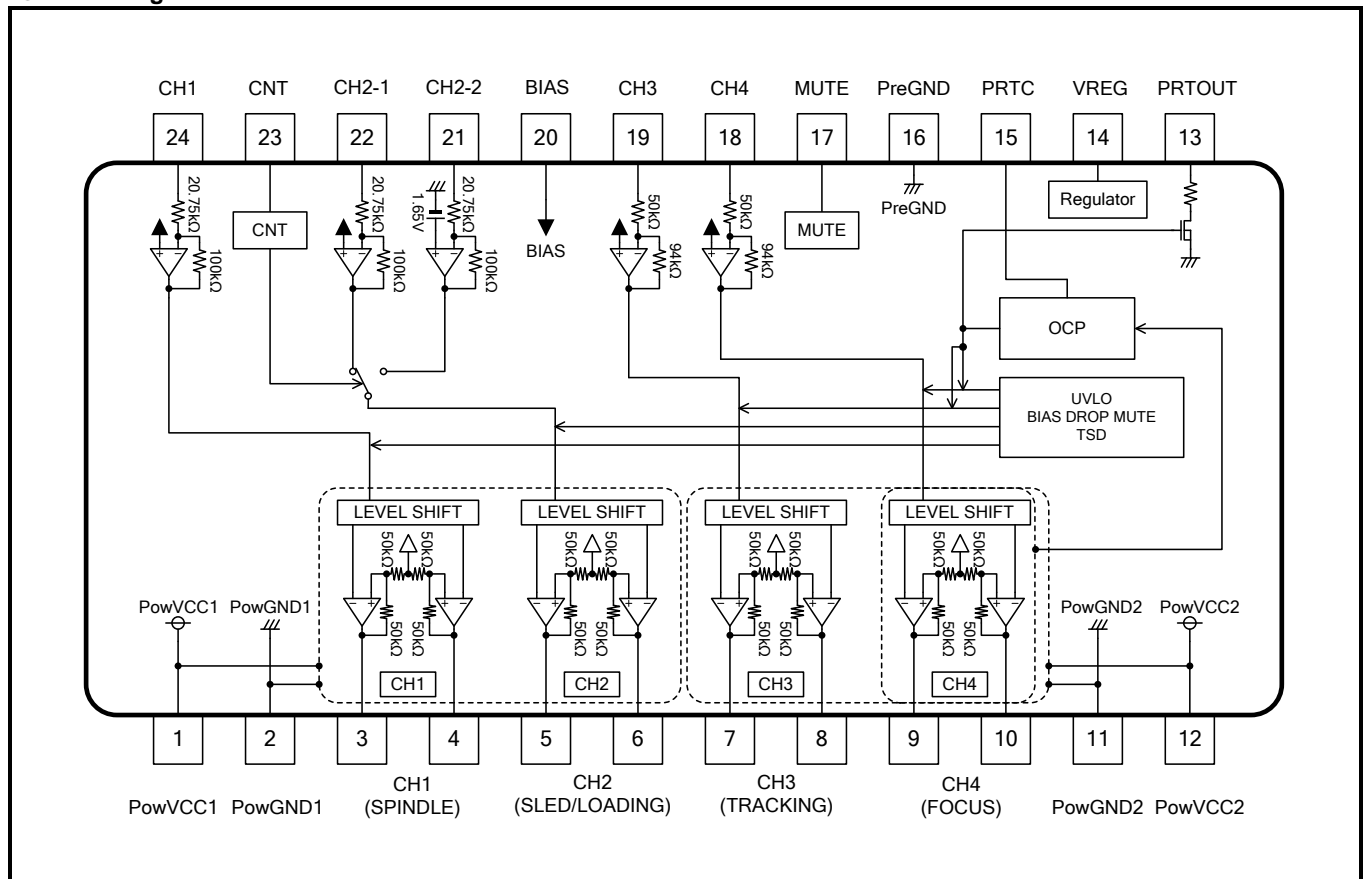 CH1 CNT CH2-1 CH2-2 BIAS CH3 CH4 MUTE PreGND PRTC VREG PRTOUT
24 23 22 21 20 19 18 17 16 15 14 13
20.75kΩ 20.75kΩ 1.65V 20.75kΩ 50kΩ 50kΩ
PreGND
Regulator
CNT
BIAS
MUTE
100kΩ 100kΩ 100kΩ 94kΩ 94kΩ
+ − + − + − + − + −
OCP
UVLO
BIAS DROP MUTE
TSD
LEVEL SHIFT LEVEL SHIFT LEVEL SHIFT LEVEL SHIFT
50kΩ 50kΩ 50kΩ 50kΩ 50kΩ 50kΩ 50kΩ 50kΩ
− + + − − + + − − + + − − + + −
50kΩ 50kΩ 50kΩ 50kΩ 50kΩ 50kΩ 50kΩ 50kΩ
PowVCC1 PowGND1 PowGND2 PowVCC2
CH1 CH2 CH3 CH4
1 2 3 4 5 6 7 8 9 10 11 12
PowVCC1 PowGND1
CH1
(SPINDLE)
CH2
(SLED/LOADING)
CH3
(TRACKING)
CH4
(FOCUS)
PowGND2 PowVCC2